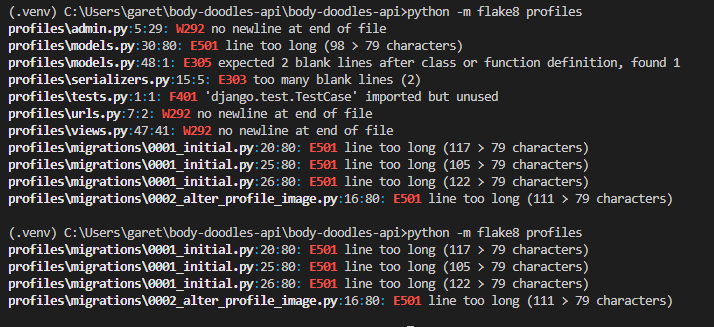 (.venv) C:\Users\garet\body-doodles-api\body-doodles-api>python -m flake8 profiles
profiles\admin.py:5:29: W292 no newline at end of file
profiles\models.py:30:80: E501 line too long (98 > 79 characters)
profiles\models.py:48:1: E305 expected 2 blank lines after class or function definition, found 1
profiles\serializers.py:15:5: E303 too many blank lines (2)
profiles\tests.py:1:1: F401 'django.test.TestCase' imported but unused
profiles\urls.py:7:2: W292 no newline at end of file
profiles\views.py:47:41: W292 no newline at end of file
profiles\migrations\0001_initial.py:20:80: E501 line too long (117 > 79 characters)
profiles\migrations\0001_initial.py:25:80: E501 line too long (105 > 79 characters)
profiles\migrations\0001_initial.py:26:80: E501 line too long (122 > 79 characters)
profiles\migrations\0002_alter_profile_image.py:16:80: E501 line too long (111 > 79 characters)
(.venv) C:\Users\garet\body-doodles-api\body-doodles-api>python -m flake8 profiles
profiles\migrations\0001_initial.py:20:80: E501 line too long (117 > 79 characters)
profiles\migrations\0001_initial.py:25:80: E501 line too long (105 > 79 characters)
profiles\migrations\0001_initial.py:26:80: E501 line too long (122 > 79 characters)
profiles\migrations\0002_alter_profile_image.py:16:80: E501 line too long (111 > 79 characters)